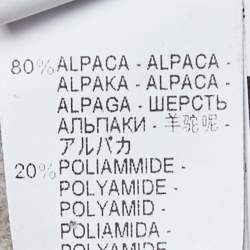 80% ALPACA - ALPACA -
ALPAKA - ALPACA -
ALPAGA - ШЕРСТЬ
АЛЬПАКИ - 羊驼呢 -
アルパカ
20% POLIAMMIDE -
POLYAMIDE -
POLYAMID -
POLIAMIDA -
POLYAMIDE